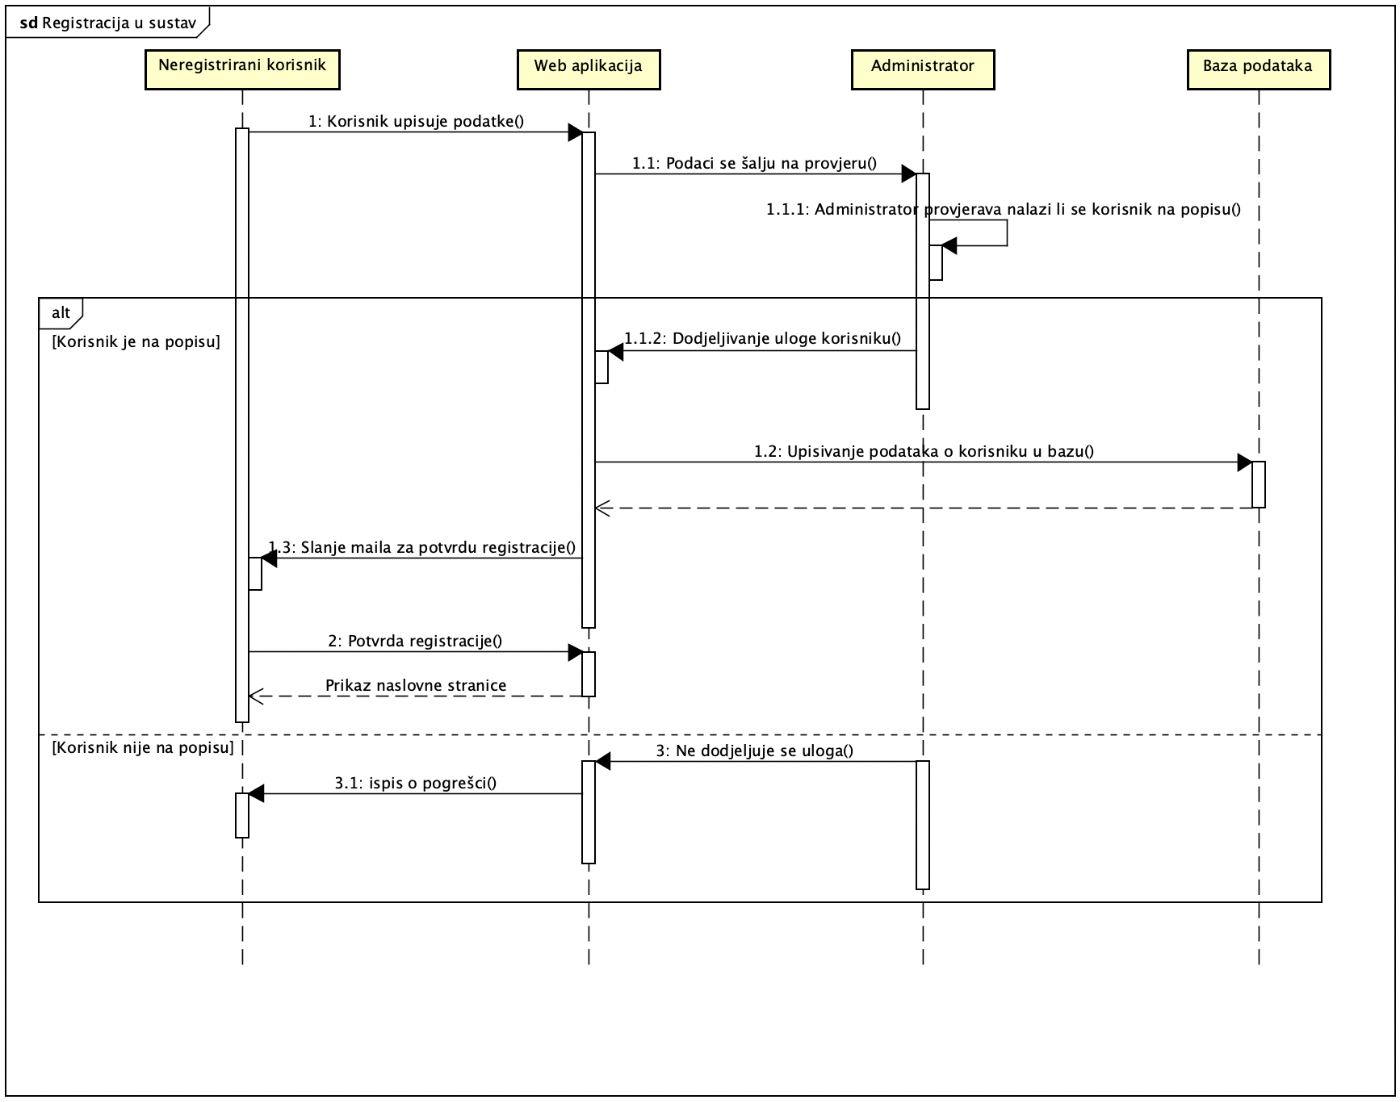 sd Registracija u sustav
Neregistrirani korisnik
Web aplikacija
Administrator
Baza podataka
1: Korisnik upisuje podatke()
1.1: Podaci se šalju na provjeru()
1.1.1: Administrator provjerava nalazi li se korisnik na popisu()
alt
[Korisnik je na popisu]
1.1.2: Dodjeljivanje uloge korisniku()
1.2: Upisivanje podataka o korisniku u bazu()
1.3: Slanje maila za potvrdu registracije()
2: Potvrda registracije()
Prikaz naslovne stranice
[Korisnik nije na popisu]
3: Ne dodjeljuje se uloga()
3.1: ispis o pogrešci()